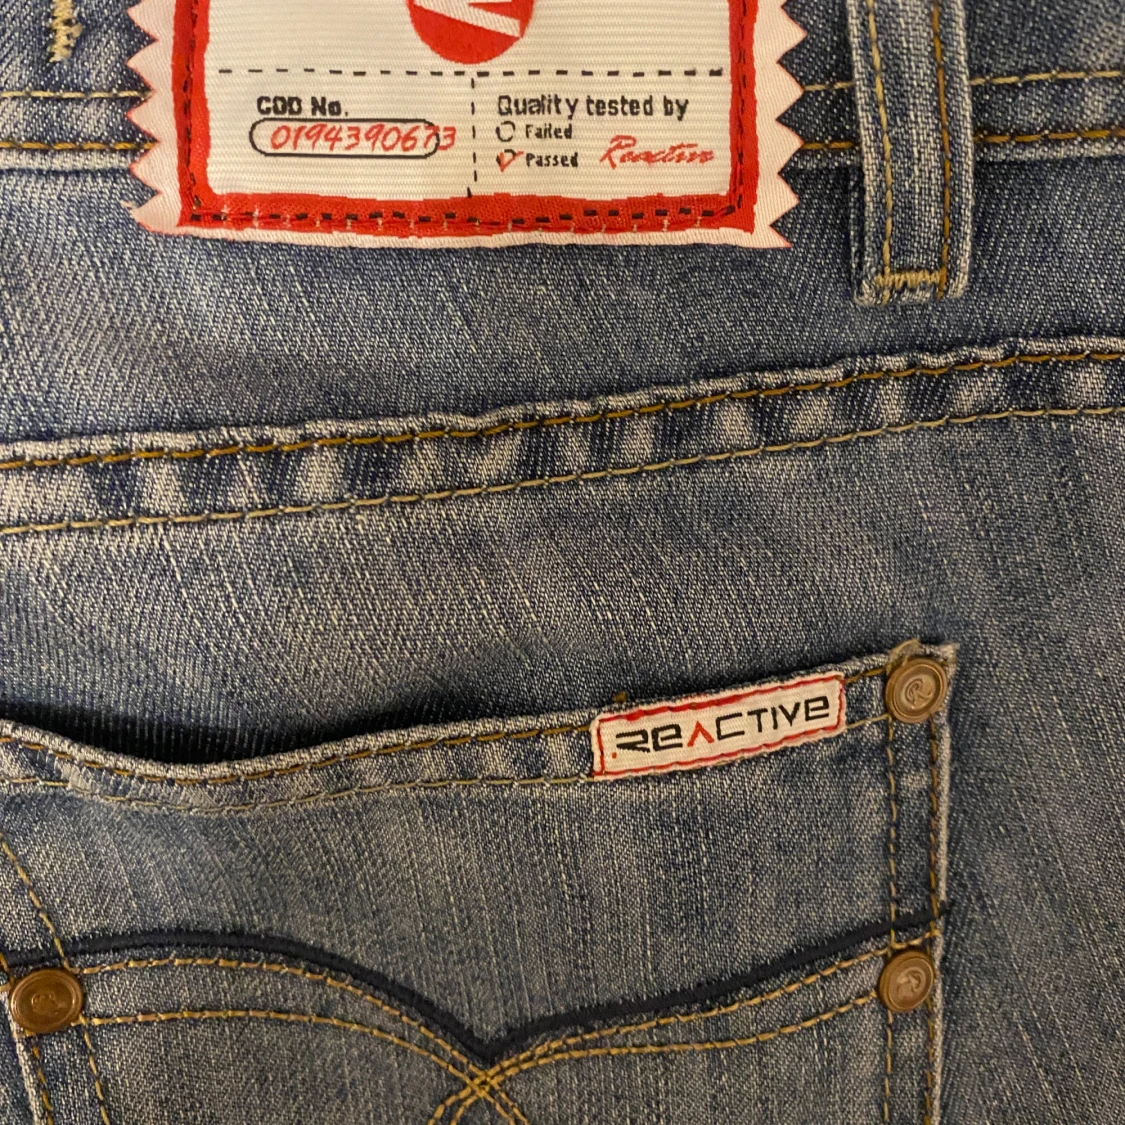 COD No.
0194390673
Quality tested by
Failed
Passed
Reactive
REACTIVE